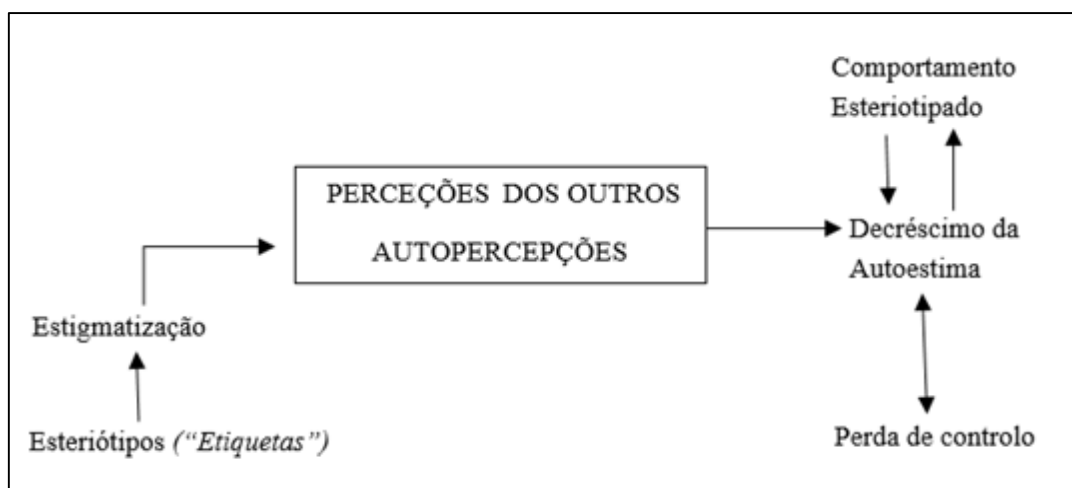 Comportamento
Esteriotipado
PERCEÇÕES DOS OUTROS
AUTOPERCEPÇÕES
Decréscimo da
Autoestima
Estigmatização
Esteriótipos (“Etiquetas”)
Perda de controlo